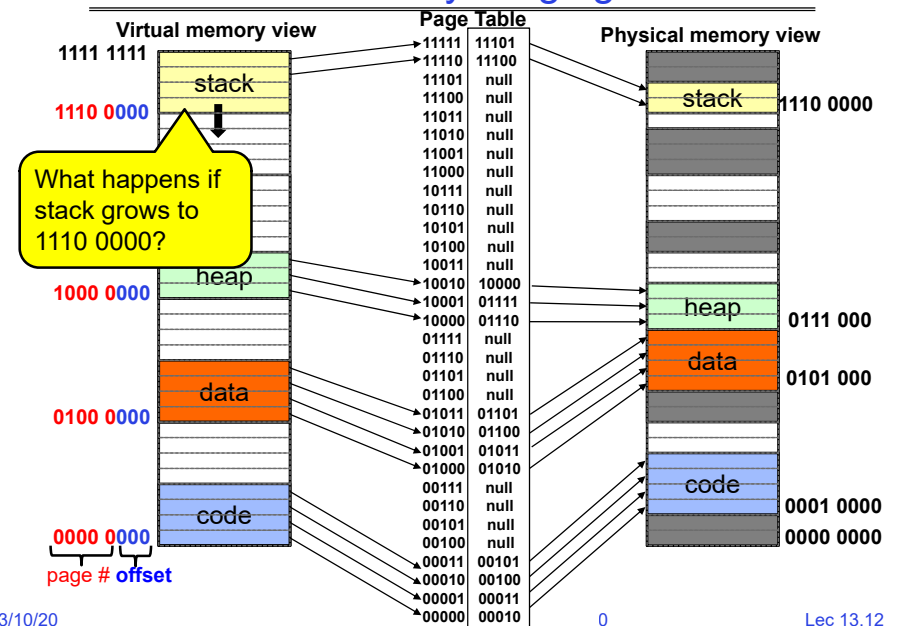 Page Table
Virtual memory view
Physical memory view
1111 1111
stack
1110 0000
What happens if
stack grows to
1110 0000?
heap
1000 0000
data
0100 0000
code
0000 0000
page # offset
11111 11101
11110 11100
11101 null
11100 null
11011 null
11010 null
11001 null
11000 null
10111 null
10110 null
10101 null
10100 null
10011 null
10010 10000
10001 01111
10000 01110
01111 null
01110 null
01101 null
01100 null
01011 01101
01010 01100
01001 01011
01000 01010
00111 null
00110 null
00101 null
00100 null
00011 00101
00010 00100
00001 00011
00000 00010
stack
1110 0000
heap
0111 000
data
0101 000
code
0001 0000
0000 0000
3/10/20
0
Lec 13.12